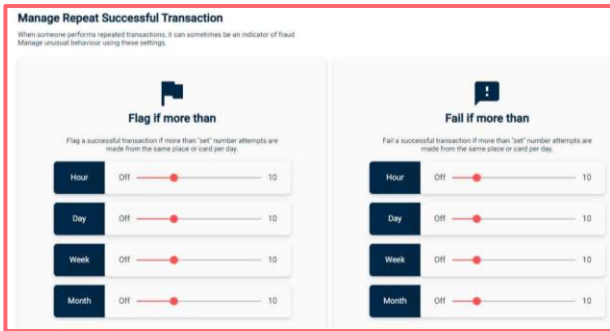 Manage Repeat Successful Transaction
When someone performs repeated transactions, it can sometimes be an indicator of fraud
Manage unusual behaviour using these settings.
Flag if more than
Flag a successful transaction if more than "set" number attempts are
made from the same place or card per day.
Hour Off 10
Day Off 10
Week Off 10
Month Off 10
Fail if more than
Fail a successful transaction if more than "set" number attempts are
made from the same place or card per day.
Hour Off 10
Day Off 10
Week Off 10
Month Off 10